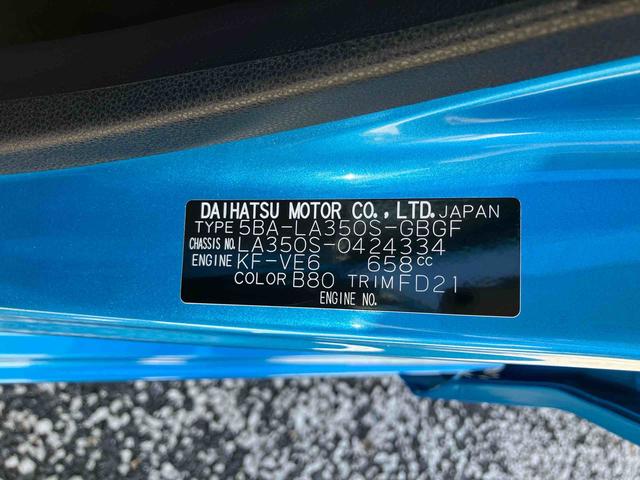 DAIHATSU MOTOR CO., LTD. JAPAN
TYPE 5BA-LA350S-GBGF
CHASSIS NO. LA350S-0424334
ENGINE KF-VE6 658cc
COLOR B80 TRIM FD21
ENGINE NO.